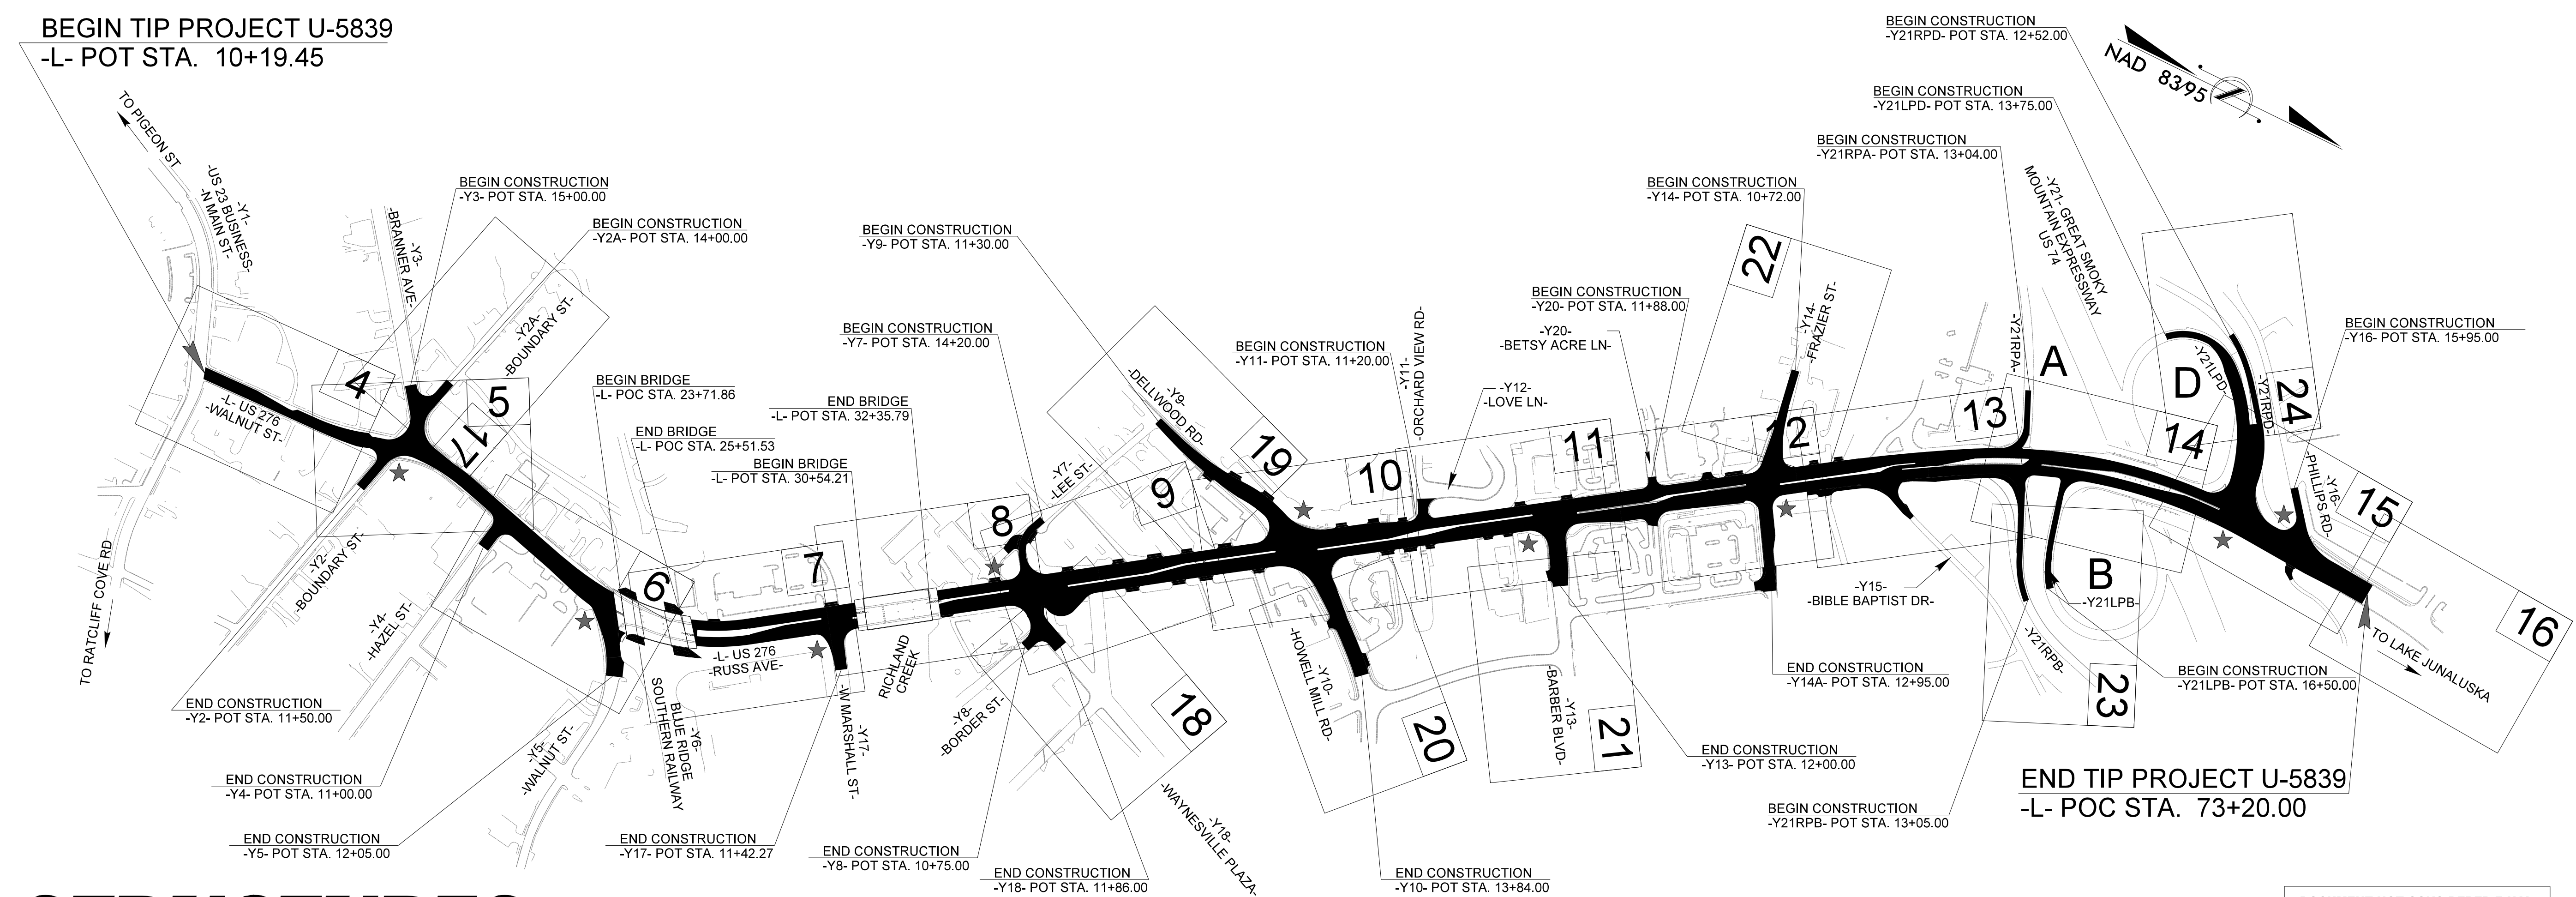 BEGIN TIP PROJECT U-5839
-L- POT STA. 10+19.45
TO PIGEON ST
-Y1-
-US 23 BUSINESS-
-N MAIN ST-
BEGIN CONSTRUCTION
-Y3- POT STA. 15+00.00
-Y3-
-BRANNER AVE-
BEGIN CONSTRUCTION
-Y2A- POT STA. 14+00.00
-Y2A-
-BOUNDARY ST-
4
5
17
-L- US 276
-WALNUT ST-
TO RATCLIFF COVE RD
-Y2-
-BOUNDARY ST-
-Y4-
-HAZEL ST-
END CONSTRUCTION
-Y2- POT STA. 11+50.00
END CONSTRUCTION
-Y4- POT STA. 11+00.00
END CONSTRUCTION
-Y5- POT STA. 12+05.00
-Y5-
-WALNUT ST-
BEGIN BRIDGE
-L- POC STA. 23+71.86
END BRIDGE
-L- POC STA. 25+51.53
BEGIN BRIDGE
-L- POT STA. 30+54.21
END BRIDGE
-L- POT STA. 32+35.79
6
7
-L- US 276
-RUSS AVE-
-Y6-
BLUE RIDGE
SOUTHERN RAILWAY
-Y17-
-W MARSHALL ST-
RICHLAND
CREEK
END CONSTRUCTION
-Y17- POT STA. 11+42.27
BEGIN CONSTRUCTION
-Y9- POT STA. 11+30.00
BEGIN CONSTRUCTION
-Y7- POT STA. 14+20.00
8
-Y7-
-LEE ST-
9
-Y9-
-DELLWOOD RD-
19
-Y8-
-BORDER ST-
END CONSTRUCTION
-Y8- POT STA. 10+75.00
END CONSTRUCTION
-Y18- POT STA. 11+86.00
18
-Y18-
-WAYNESVILLE PLAZA-
BEGIN CONSTRUCTION
-Y11- POT STA. 11+20.00
-Y11-
-ORCHARD VIEW RD-
10
-Y12-
-LOVE LN-
-Y10-
-HOWELL MILL RD-
20
END CONSTRUCTION
-Y10- POT STA. 13+84.00
BEGIN CONSTRUCTION
-Y20- POT STA. 11+88.00
-Y20-
-BETSY ACRE LN-
11
-Y13-
-BARBER BLVD-
21
END CONSTRUCTION
-Y13- POT STA. 12+00.00
BEGIN CONSTRUCTION
-Y14- POT STA. 10+72.00
22
-Y14-
-FRAZIER ST-
12
END CONSTRUCTION
-Y14A- POT STA. 12+95.00
-Y15-
-BIBLE BAPTIST DR-
BEGIN CONSTRUCTION
-Y21RPD- POT STA. 12+52.00
BEGIN CONSTRUCTION
-Y21LPD- POT STA. 13+75.00
BEGIN CONSTRUCTION
-Y21RPA- POT STA. 13+04.00
NAD 83/95
-Y21- GREAT SMOKY
MOUNTAIN EXPRESSWAY
US 74
13
-Y21RPA-
A
D
-Y21LPD-
-Y21RPD-
24
14
BEGIN CONSTRUCTION
-Y16- POT STA. 15+95.00
-Y16-
-PHILLIPS RD-
15
16
B
-Y21LPB-
-Y21RPB-
23
BEGIN CONSTRUCTION
-Y21LPB- POT STA. 16+50.00
BEGIN CONSTRUCTION
-Y21RPB- POT STA. 13+05.00
TO LAKE JUNALUSKA
END TIP PROJECT U-5839
-L- POC STA. 73+20.00